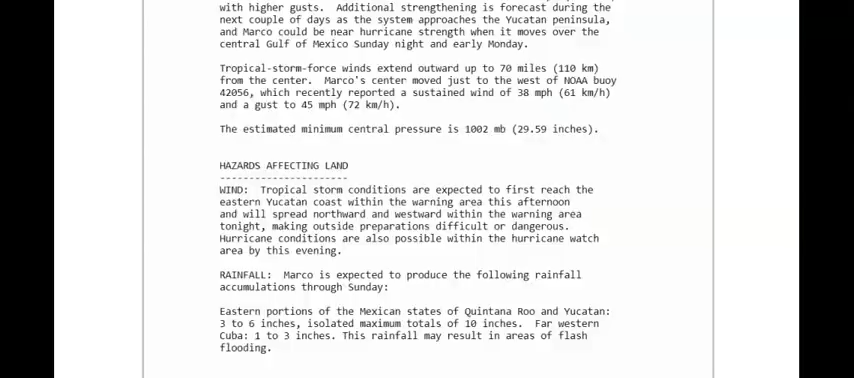 with higher gusts.  Additional strengthening is forecast during the
next couple of days as the system approaches the Yucatan peninsula,
and Marco could be near hurricane strength when it moves over the
central Gulf of Mexico Sunday night and early Monday.

Tropical-storm-force winds extend outward up to 70 miles (110 km)
from the center.  Marco's center moved just to the west of NOAA buoy
42056, which recently reported a sustained wind of 38 mph (61 km/h)
and a gust to 45 mph (72 km/h).

The estimated minimum central pressure is 1002 mb (29.59 inches).

HAZARDS AFFECTING LAND
----------------------
WIND:  Tropical storm conditions are expected to first reach the
eastern Yucatan coast within the warning area this afternoon
and will spread northward and westward within the warning area
tonight, making outside preparations difficult or dangerous.
Hurricane conditions are also possible within the hurricane watch
area by this evening.

RAINFALL:  Marco is expected to produce the following rainfall
accumulations through Sunday:

Eastern portions of the Mexican states of Quintana Roo and Yucatan:
3 to 6 inches, isolated maximum totals of 10 inches.  Far western
Cuba: 1 to 3 inches. This rainfall may result in areas of flash
flooding.